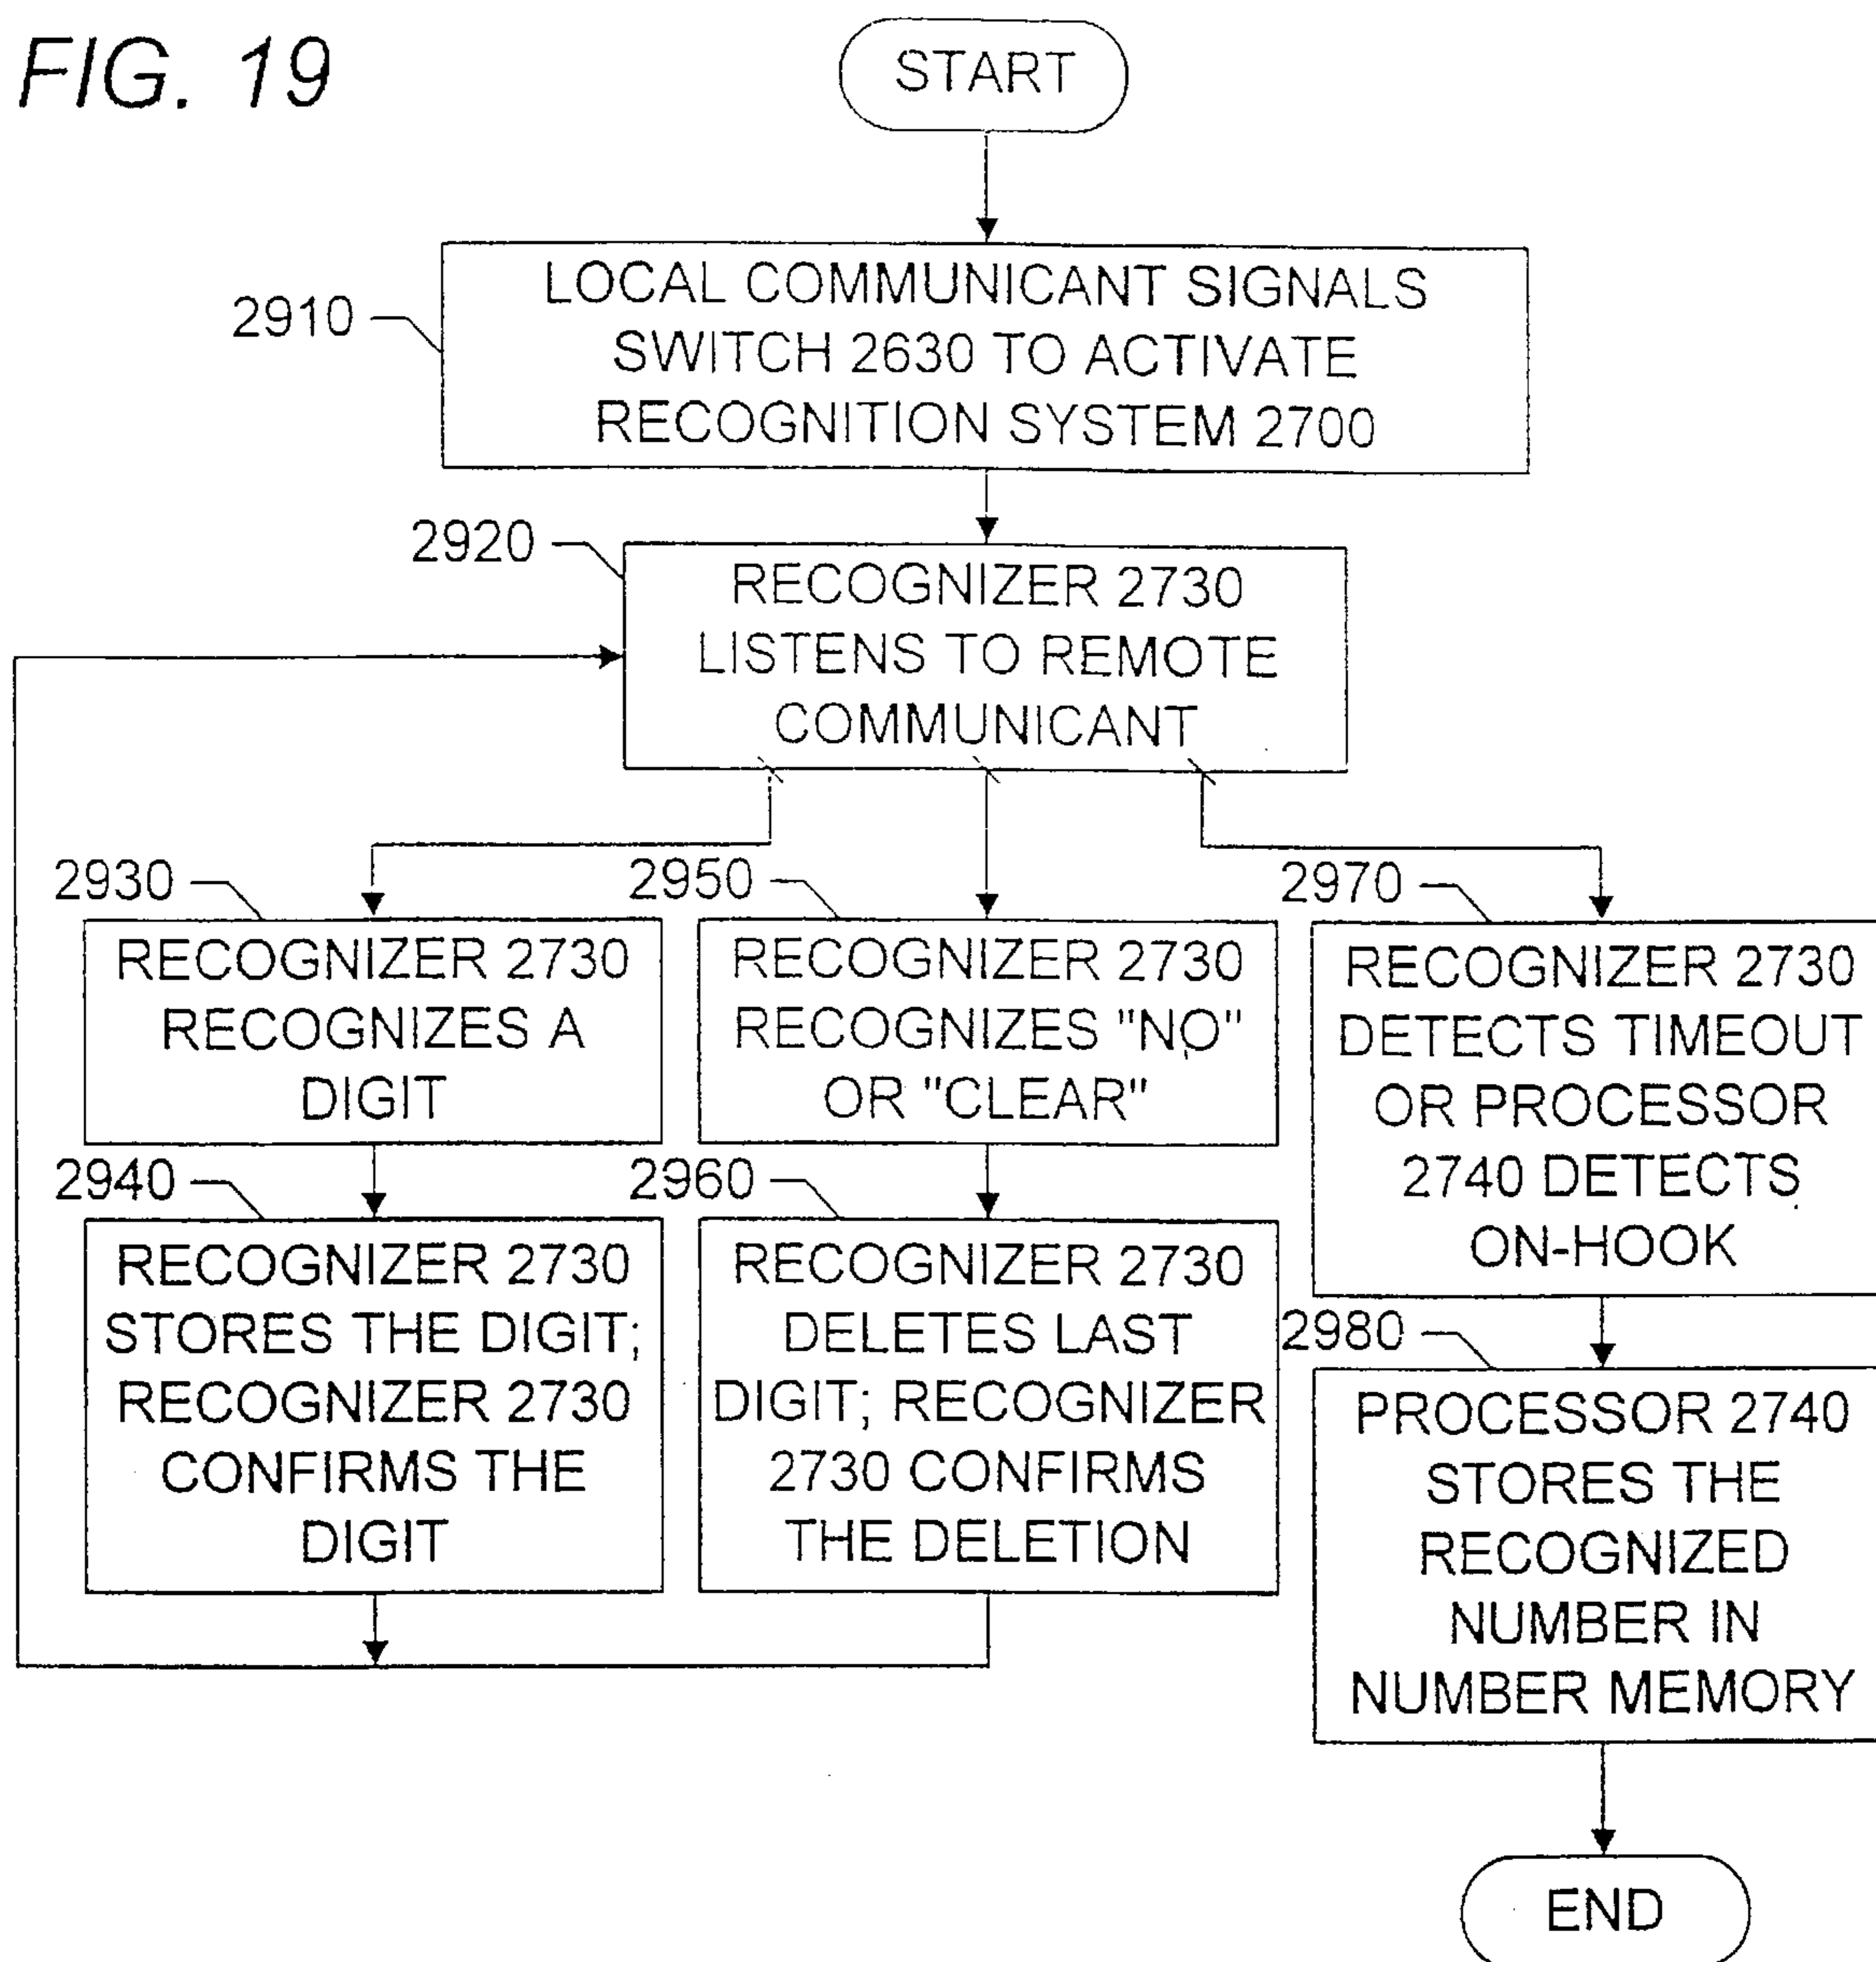 FIG. 19
START
2910
LOCAL COMMUNICANT SIGNALS
SWITCH 2630 TO ACTIVATE
RECOGNITION SYSTEM 2700
2920
RECOGNIZER 2730
LISTENS TO REMOTE
COMMUNICANT
2930
RECOGNIZER 2730
RECOGNIZES A
DIGIT
2940
RECOGNIZER 2730
STORES THE DIGIT;
RECOGNIZER 2730
CONFIRMS THE
DIGIT
2950
RECOGNIZER 2730
RECOGNIZES "NO"
OR "CLEAR"
2960
RECOGNIZER 2730
DELETES LAST
DIGIT; RECOGNIZER
2730 CONFIRMS
THE DELETION
2970
RECOGNIZER 2730
DETECTS TIMEOUT
OR PROCESSOR
2740 DETECTS
ON-HOOK
2980
PROCESSOR 2740
STORES THE
RECOGNIZED
NUMBER IN
NUMBER MEMORY
END